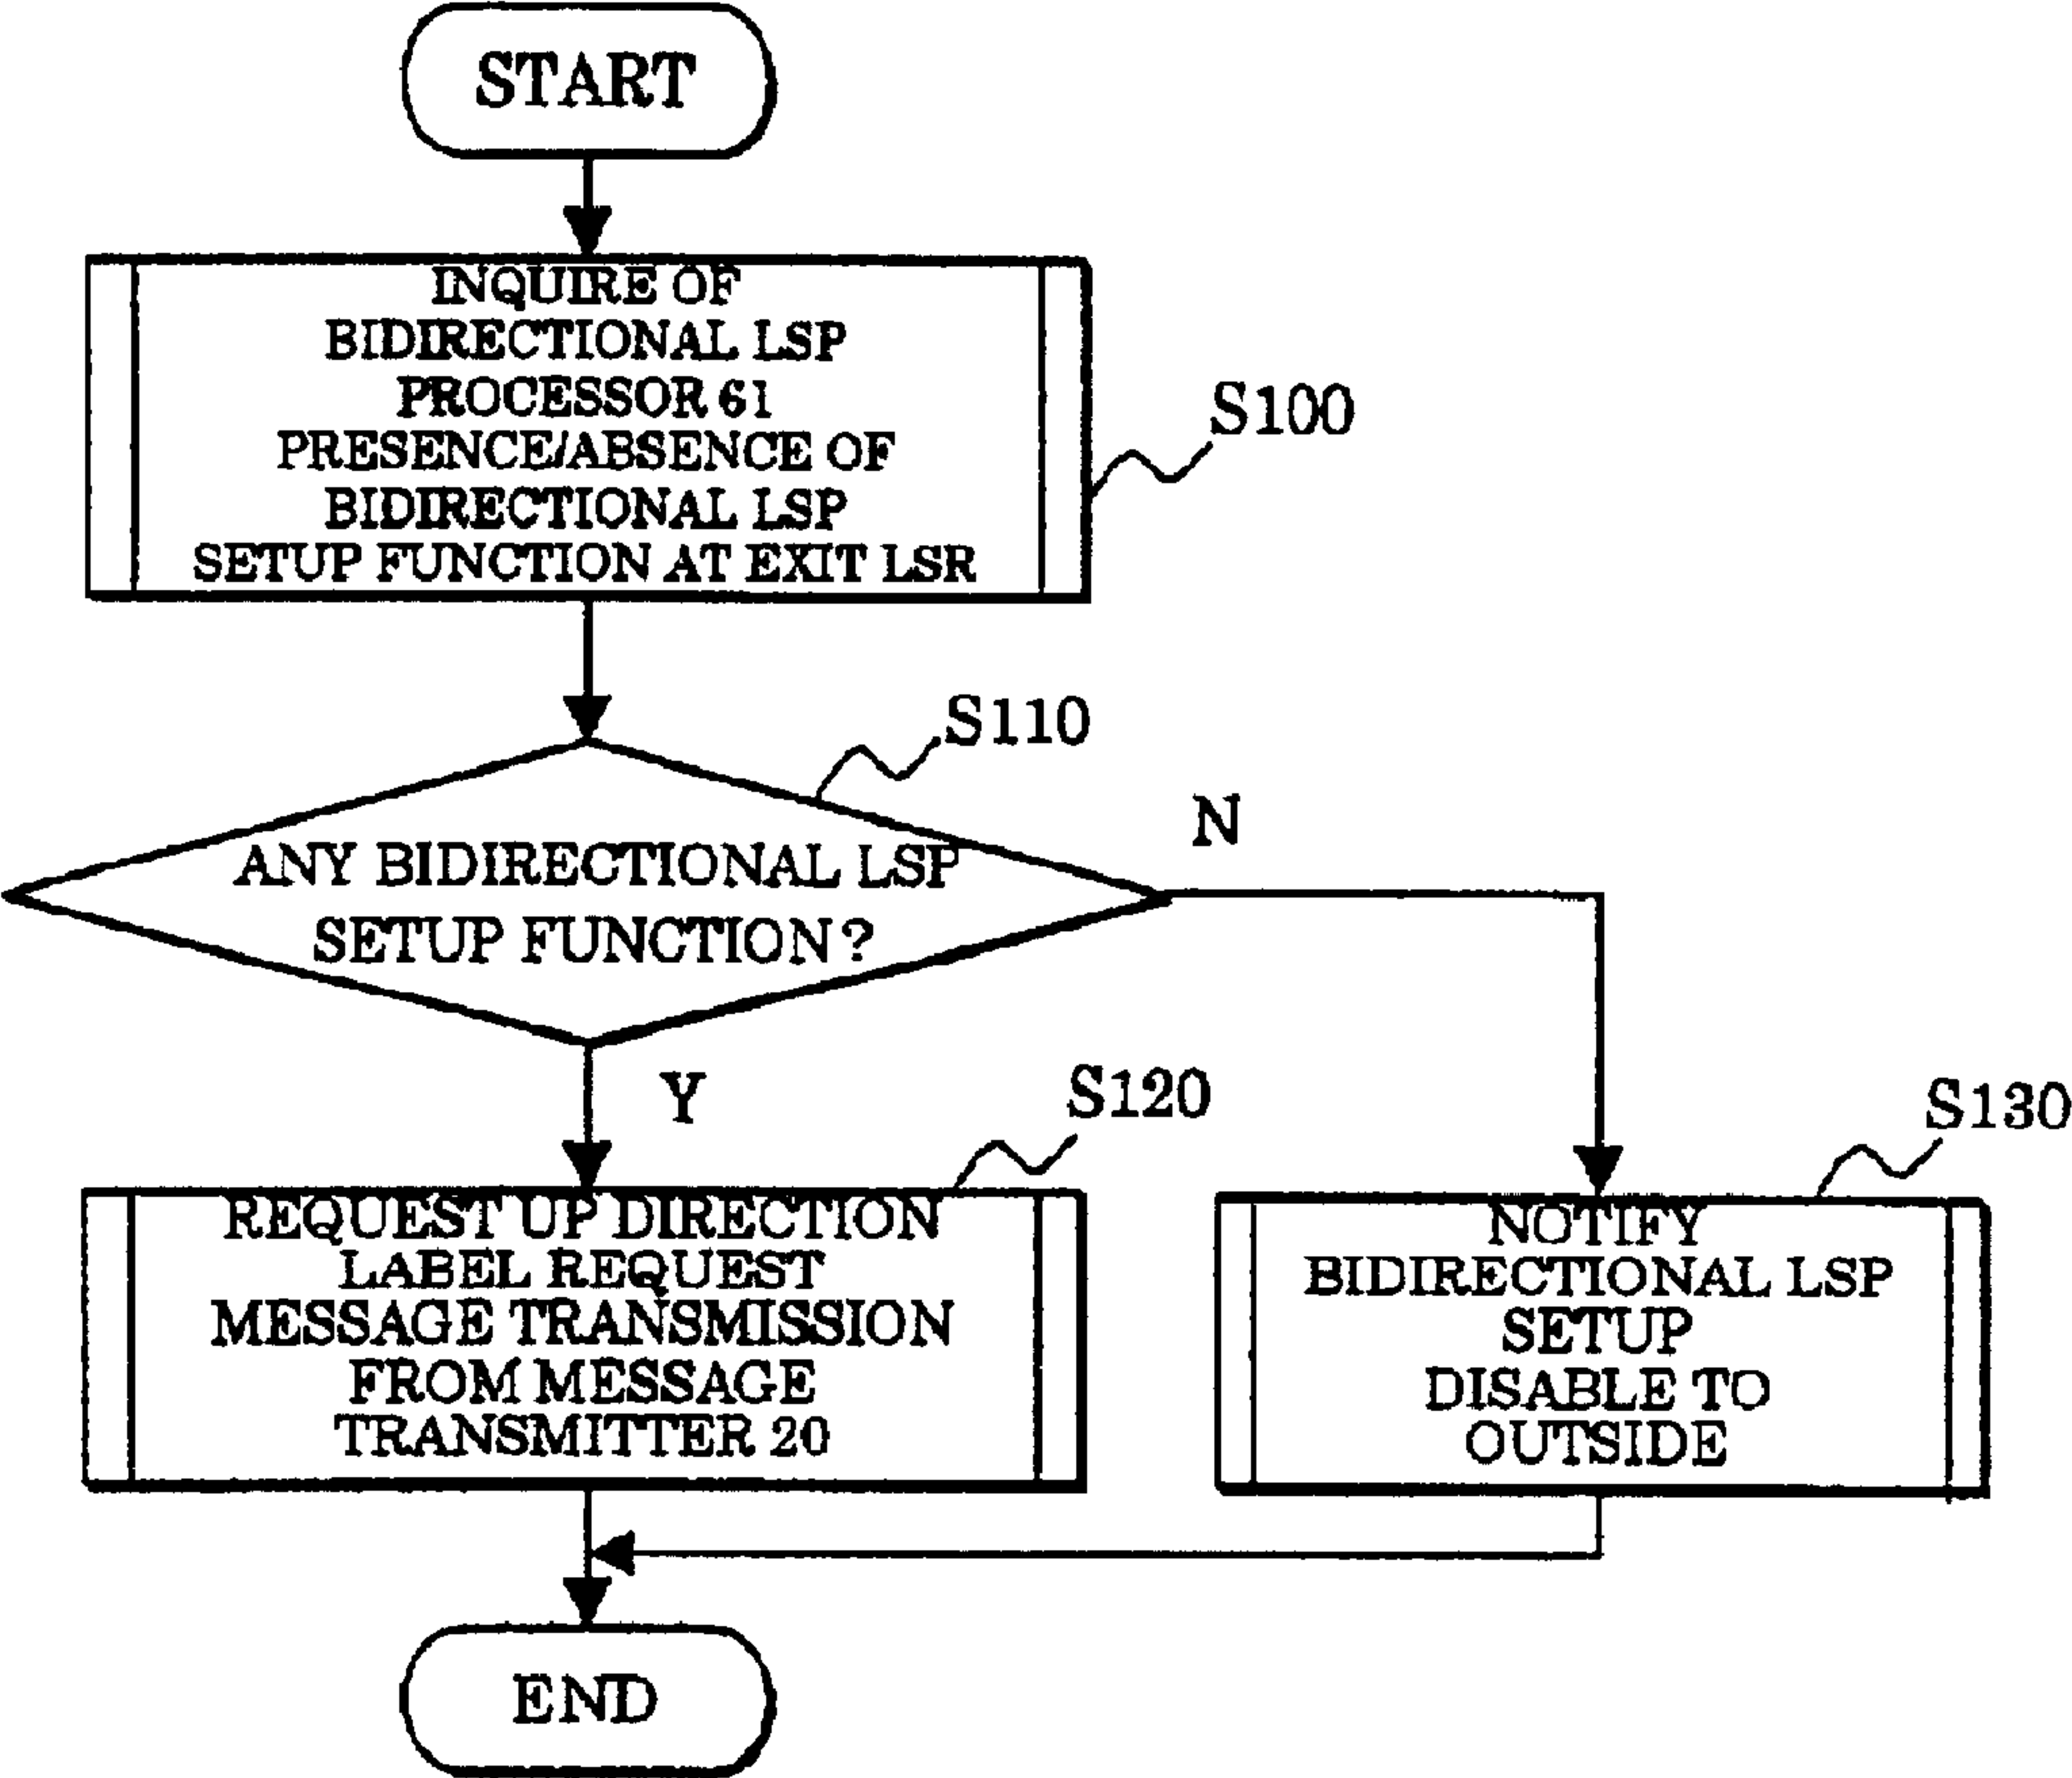 START
INQUIRE OF
BIDIRECTIONAL LSP
PROCESSOR 61
PRESENCE/ABSENCE OF
BIDIRECTIONAL LSP
SETUP FUNCTION AT EXIT LSR
S100
S110
ANY BIDIRECTIONAL LSP
SETUP FUNCTION?
N
Y
S120
REQUEST UP DIRECTION
LABEL REQUEST
MESSAGE TRANSMISSION
FROM MESSAGE
TRANSMITTER 20
S130
NOTIFY
BIDIRECTIONAL LSP
SETUP
DISABLE TO
OUTSIDE
END